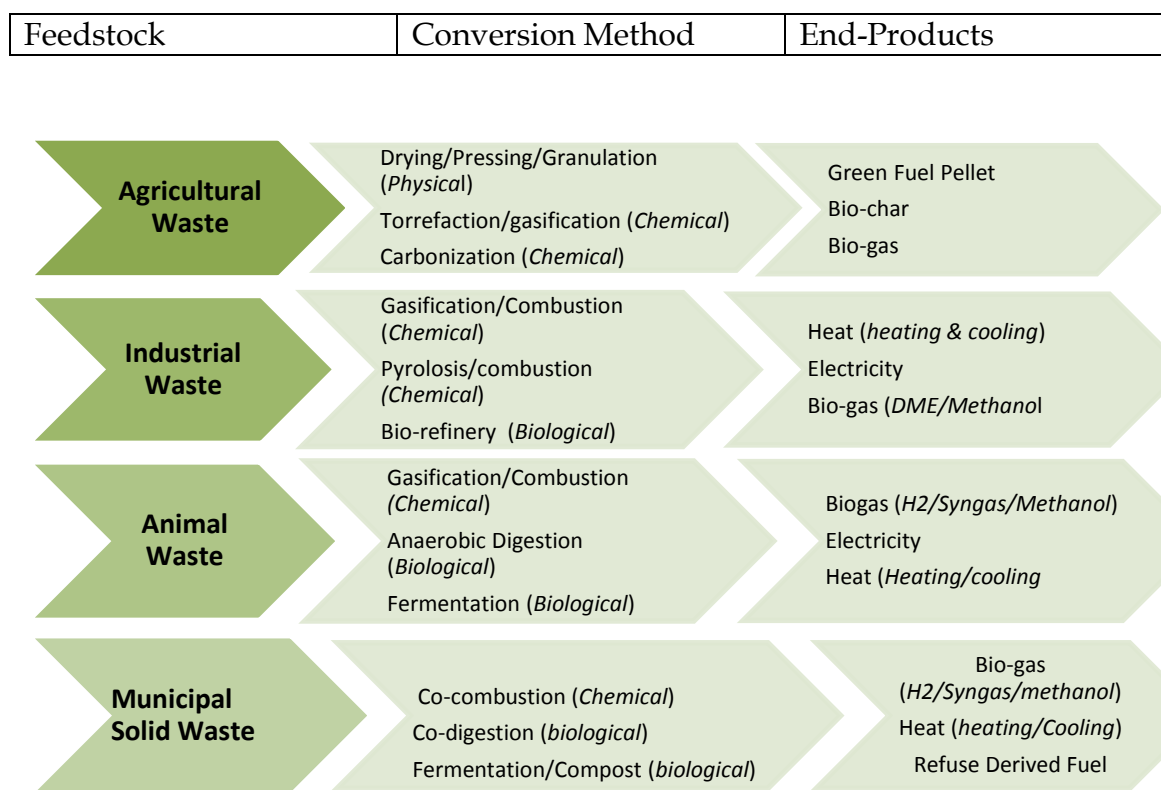 Feedstock
Conversion Method
End-Products
Agricultural
Waste
Drying/Pressing/Granulation
(Physical)
Torrefaction/gasification (Chemical)
Carbonization (Chemical)
Green Fuel Pellet
Bio-char
Bio-gas
Industrial
Waste
Gasification/Combustion
(Chemical)
Pyrolosis/combustion
(Chemical)
Bio-refinery (Biological)
Heat (heating & cooling)
Electricity
Bio-gas (DME/Methanol
Animal
Waste
Gasification/Combustion
(Chemical)
Anaerobic Digestion
(Biological)
Fermentation (Biological)
Biogas (H2/Syngas/Methanol)
Electricity
Heat (Heating/cooling
Municipal
Solid Waste
Co-combustion (Chemical)
Co-digestion (biological)
Fermentation/Compost (biological)
Bio-gas
(H2/Syngas/methanol)
Heat (heating/Cooling)
Refuse Derived Fuel